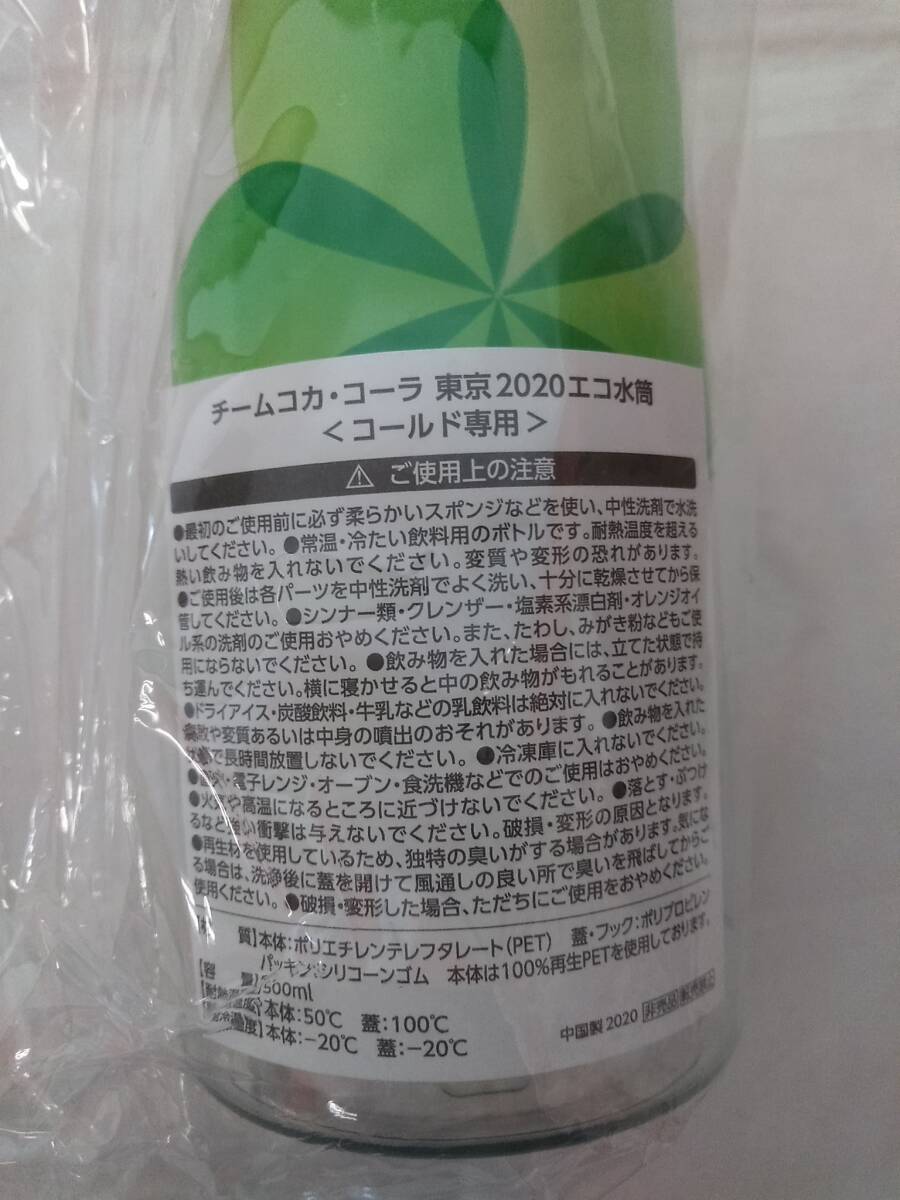 チームコカ・コーラ 東京2020エコ水筒
<コールド専用>
⚠ ご使用上の注意
●最初のご使用前に必ず柔らかいスポンジなどを使い、中性洗剤で水洗
いしてください。 ●常温・冷たい飲料用のボトルです。耐熱温度を超える
熱い飲み物を入れないでください。変質や変形の恐れがあります。
●ご使用後は各パーツを中性洗剤でよく洗い、十分に乾燥させてから保
管してください。 ●シンナー類・クレンザー・塩素系漂白剤・オレンジオイ
ル系の洗剤のご使用おやめください。また、たわし、みがき粉などもご使
用にならないでください。 ●飲み物を入れた場合には、立てた状態で持
ち運んでください。横に寝かせると中の飲み物がもれることがあります。
●ドライアイス・炭酸飲料・牛乳などの乳飲料は絶対に入れないでください。
腐敗や変質あるいは中身の噴出のおそれがあります。 ●飲み物を入れた
で長時間放置しないでください。 ●冷凍庫に入れないでください。
電子レンジ・オーブン・食洗機などでのご使用はおやめください。
●火気や高温になるところに近づけないでください。 ●落とす・ぶつけ
るなど強い衝撃は与えないでください。破損・変形の原因となります。
●再生材を使用しているため、独特の臭いがする場合があります。気にな
る場合は、洗浄後に蓋を開けて風通しの良い所で臭いを飛ばしてからご
使用ください。 ●破損・変形した場合、ただちにご使用をおやめください。
質】本体:ポリエチレンテレフタレート(PET) 蓋・フック:ポリプロピレン
パッキン:シリコーンゴム 本体は100%再生PETを使用しております。
【容 量】500ml
本体:50℃ 蓋:100℃
温度】本体:−20℃ 蓋:−20℃
中国製 2020 非売品 転売禁止